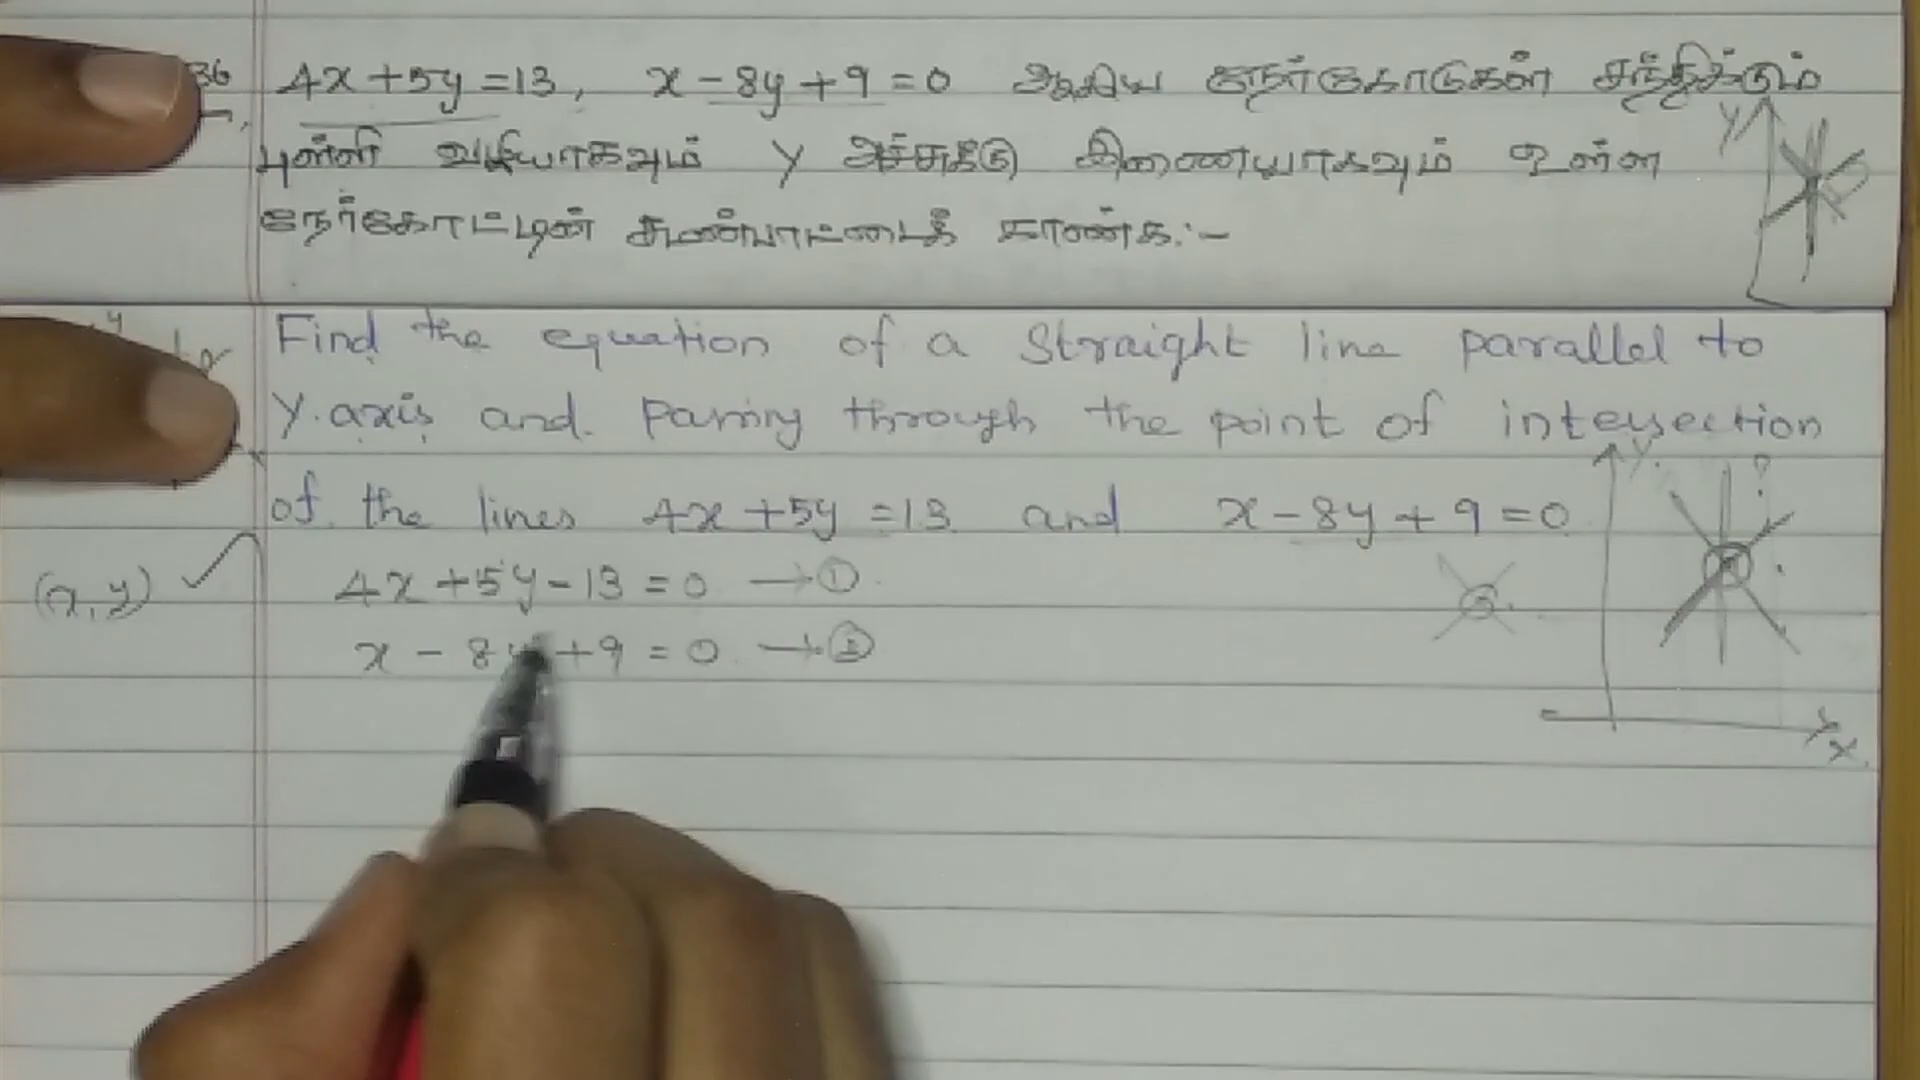 36, 4x+5y=13, x-8y+9=0 ஆகிய நேர்கோடுகள் சந்திக்கும்
புள்ளி வழியாகவும் Y அச்சுக்கு இணையாகவும் உள்ள
நேர்கோட்டின் சமன்பாட்டைக் காண்க:-
Y
Find the equation of a straight line parallel to
Y.axis and. passing through the point of intersection
of the lines 4x+5y=13 and x-8y+9=0
Y
?
(x,y) 4x+5y-13=0 →①
x-8y+9=0 →②
x